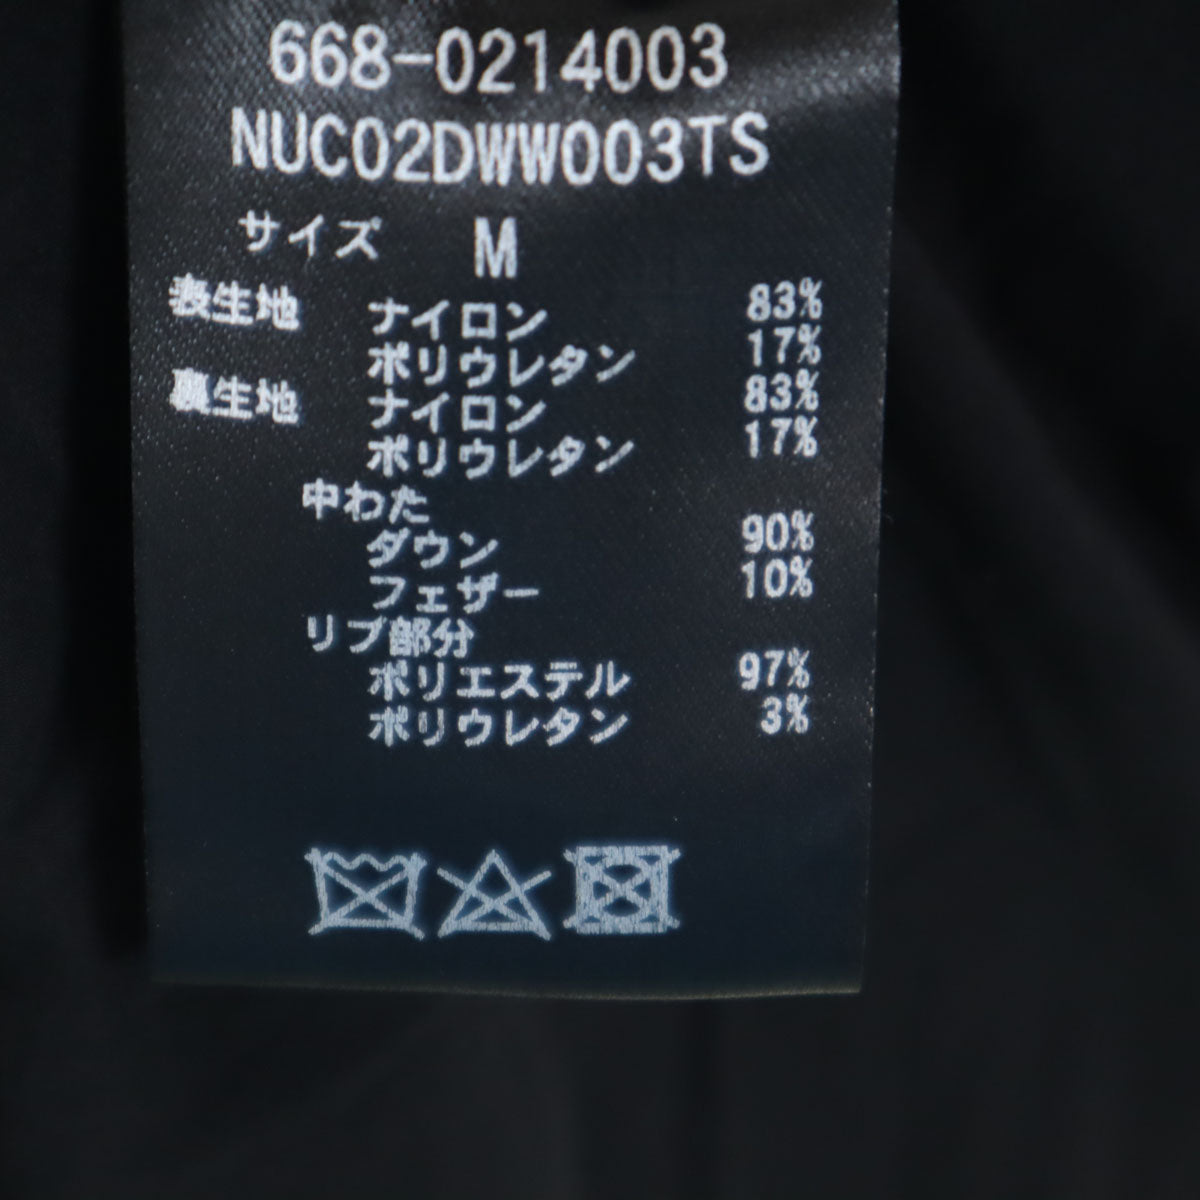 668-0214003
NUC02DWW003TS
サイズ M
表生地 ナイロン 83%
ポリウレタン 17%
裏生地 ナイロン 83%
ポリウレタン 17%
中わた
ダウン 90%
フェザー 10%
リブ部分
ポリエステル 97%
ポリウレタン 3%